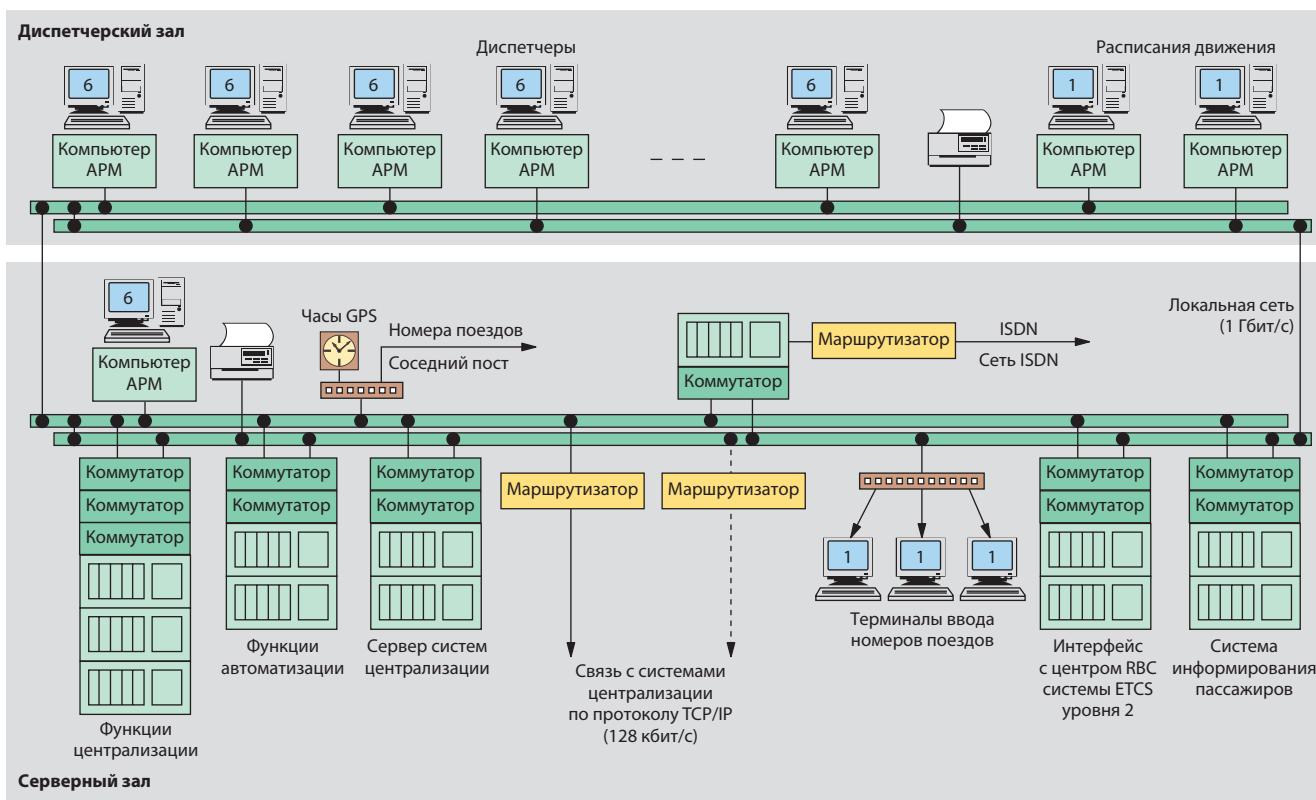 Диспетчерский зал
Диспетчеры
Расписания движения
6
6
6
6
6
1
1
Компьютер
АРМ
Компьютер
АРМ
Компьютер
АРМ
Компьютер
АРМ
Компьютер
АРМ
Компьютер
АРМ
Компьютер
АРМ
6
Компьютер
АРМ
Часы GPS
Номера поездов
Соседний пост
Коммутатор
Маршрутизатор
ISDN
Сеть ISDN
Локальная сеть
(1 Гбит/с)
Коммутатор
Коммутатор
Коммутатор
Функции
централизации
Коммутатор
Коммутатор
Функции
автоматизации
Коммутатор
Коммутатор
Сервер систем
централизации
Маршрутизатор
Маршрутизатор
Связь с системами
централизации
по протоколу TCP/IP
(128 кбит/с)
1
1
1
Терминалы ввода
номеров поездов
Коммутатор
Коммутатор
Интерфейс
с центром RBC
системы ETCS
уровня 2
Коммутатор
Коммутатор
Система
информирования
пассажиров
Серверный зал